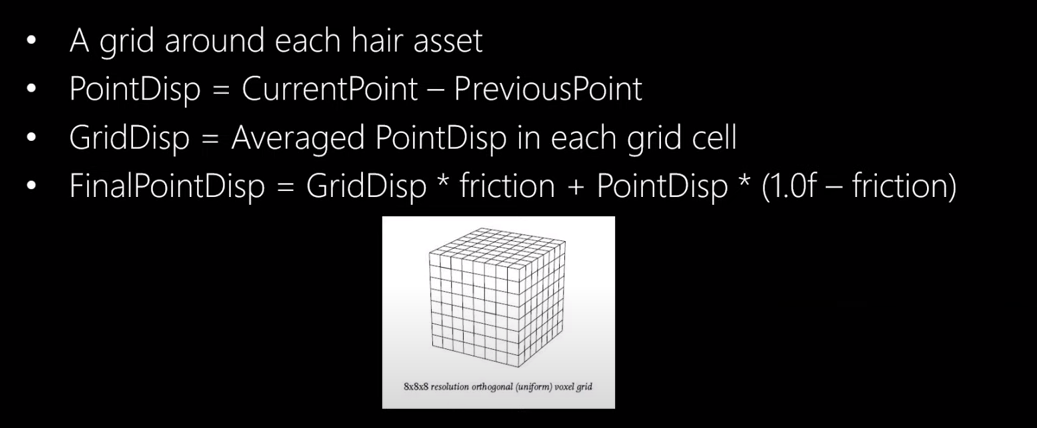 • A grid around each hair asset
• PointDisp = CurrentPoint – PreviousPoint
• GridDisp = Averaged PointDisp in each grid cell
• FinalPointDisp = GridDisp * friction + PointDisp * (1.0f – friction)
8x8x8 resolution orthogonal (uniform) voxel grid